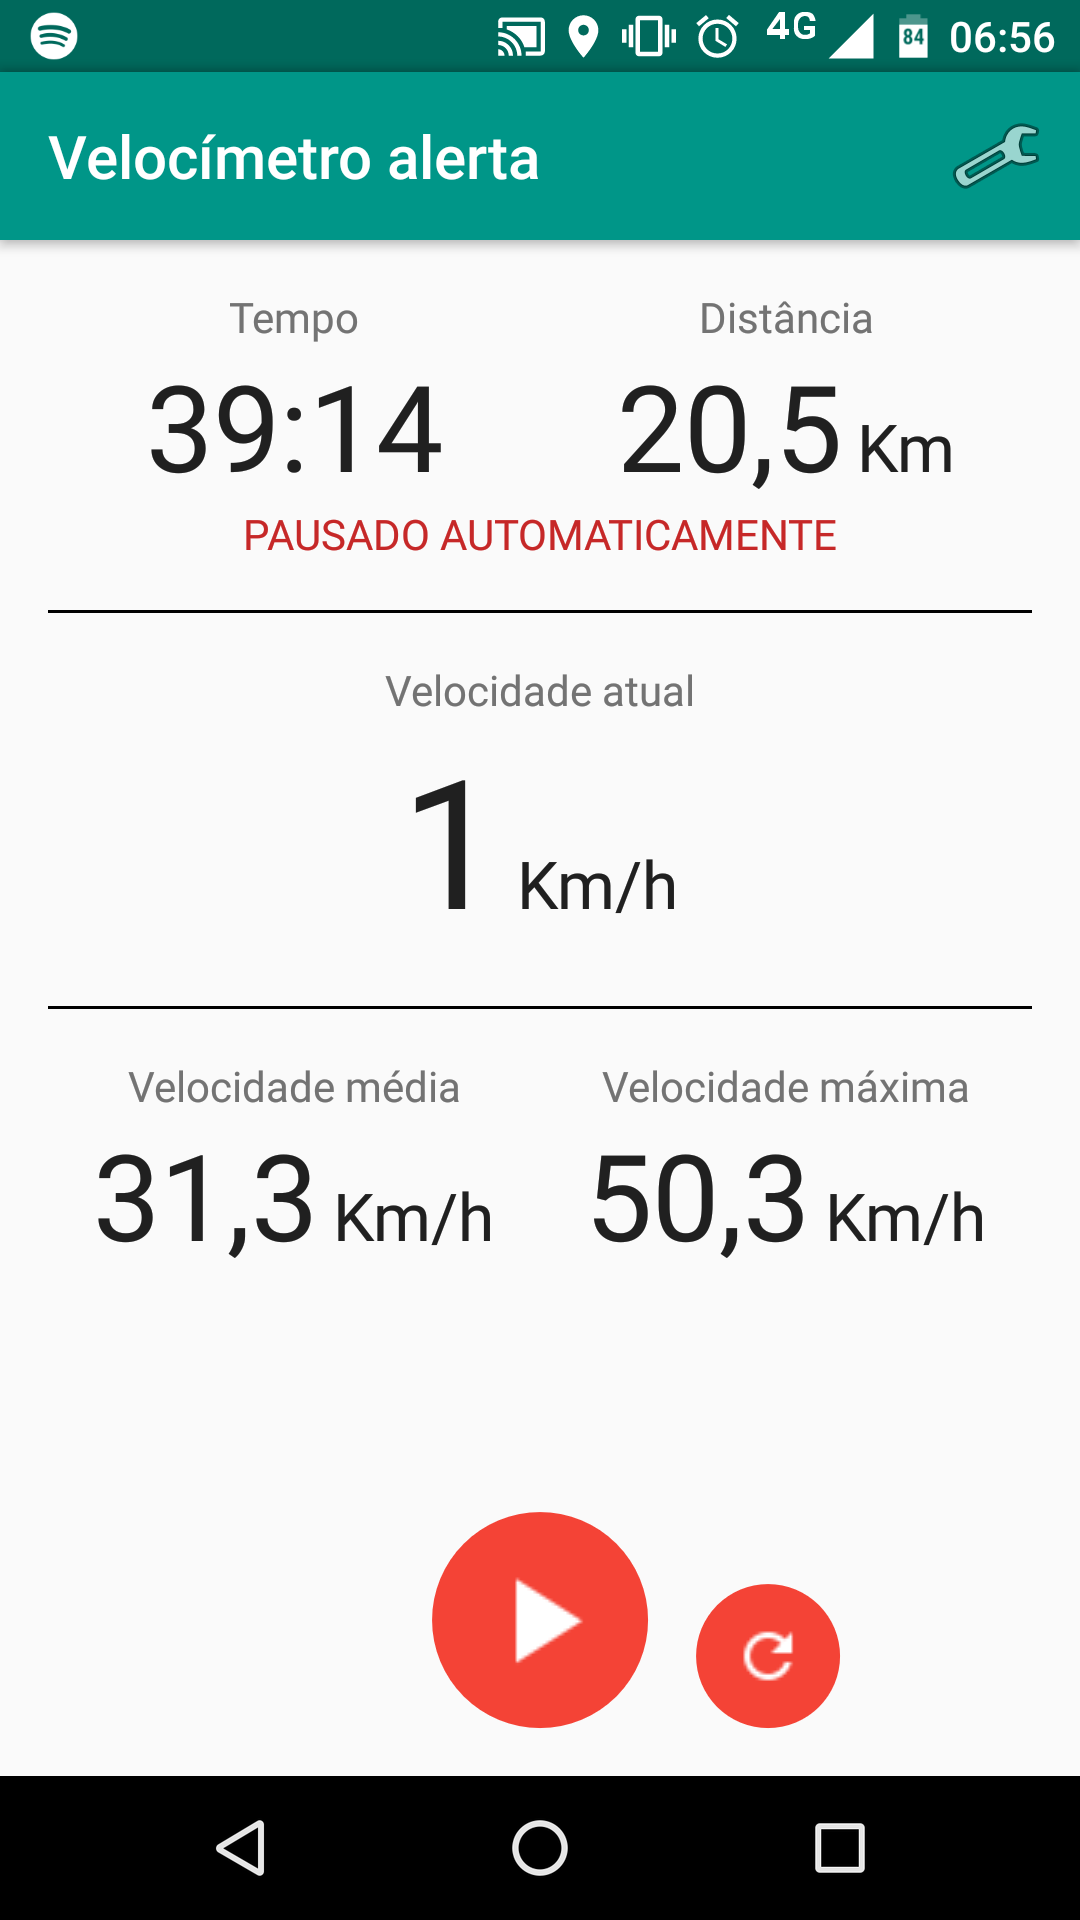 4G 84 06:56
Velocímetro alerta
Tempo Distância
39:14 20,5 Km
PAUSADO AUTOMATICAMENTE
Velocidade atual
1 Km/h
Velocidade média Velocidade máxima
31,3 Km/h 50,3 Km/h